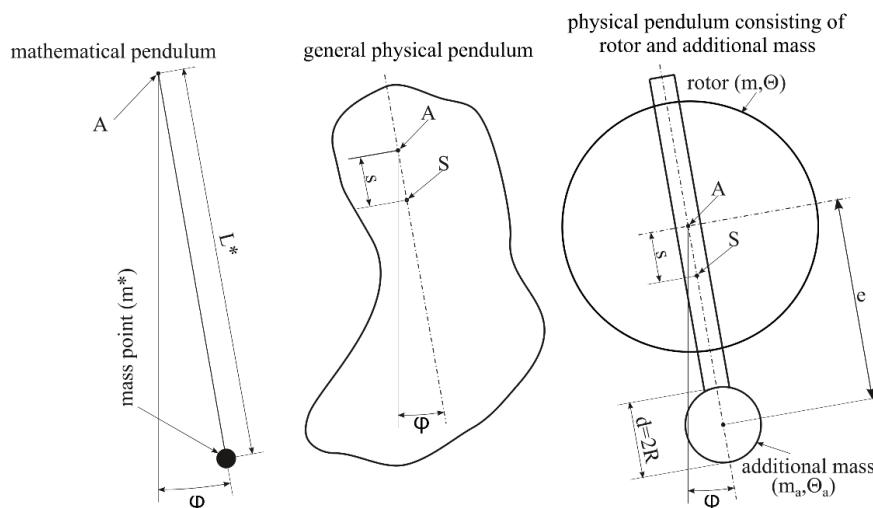 mathematical pendulum
A
L*
mass point (m*)
φ
general physical pendulum
A
S
s
φ
physical pendulum consisting of
rotor and additional mass
rotor (m,Θ)
A
S
s
e
d=2R
additional mass
(mₐ,Θₐ)
φ